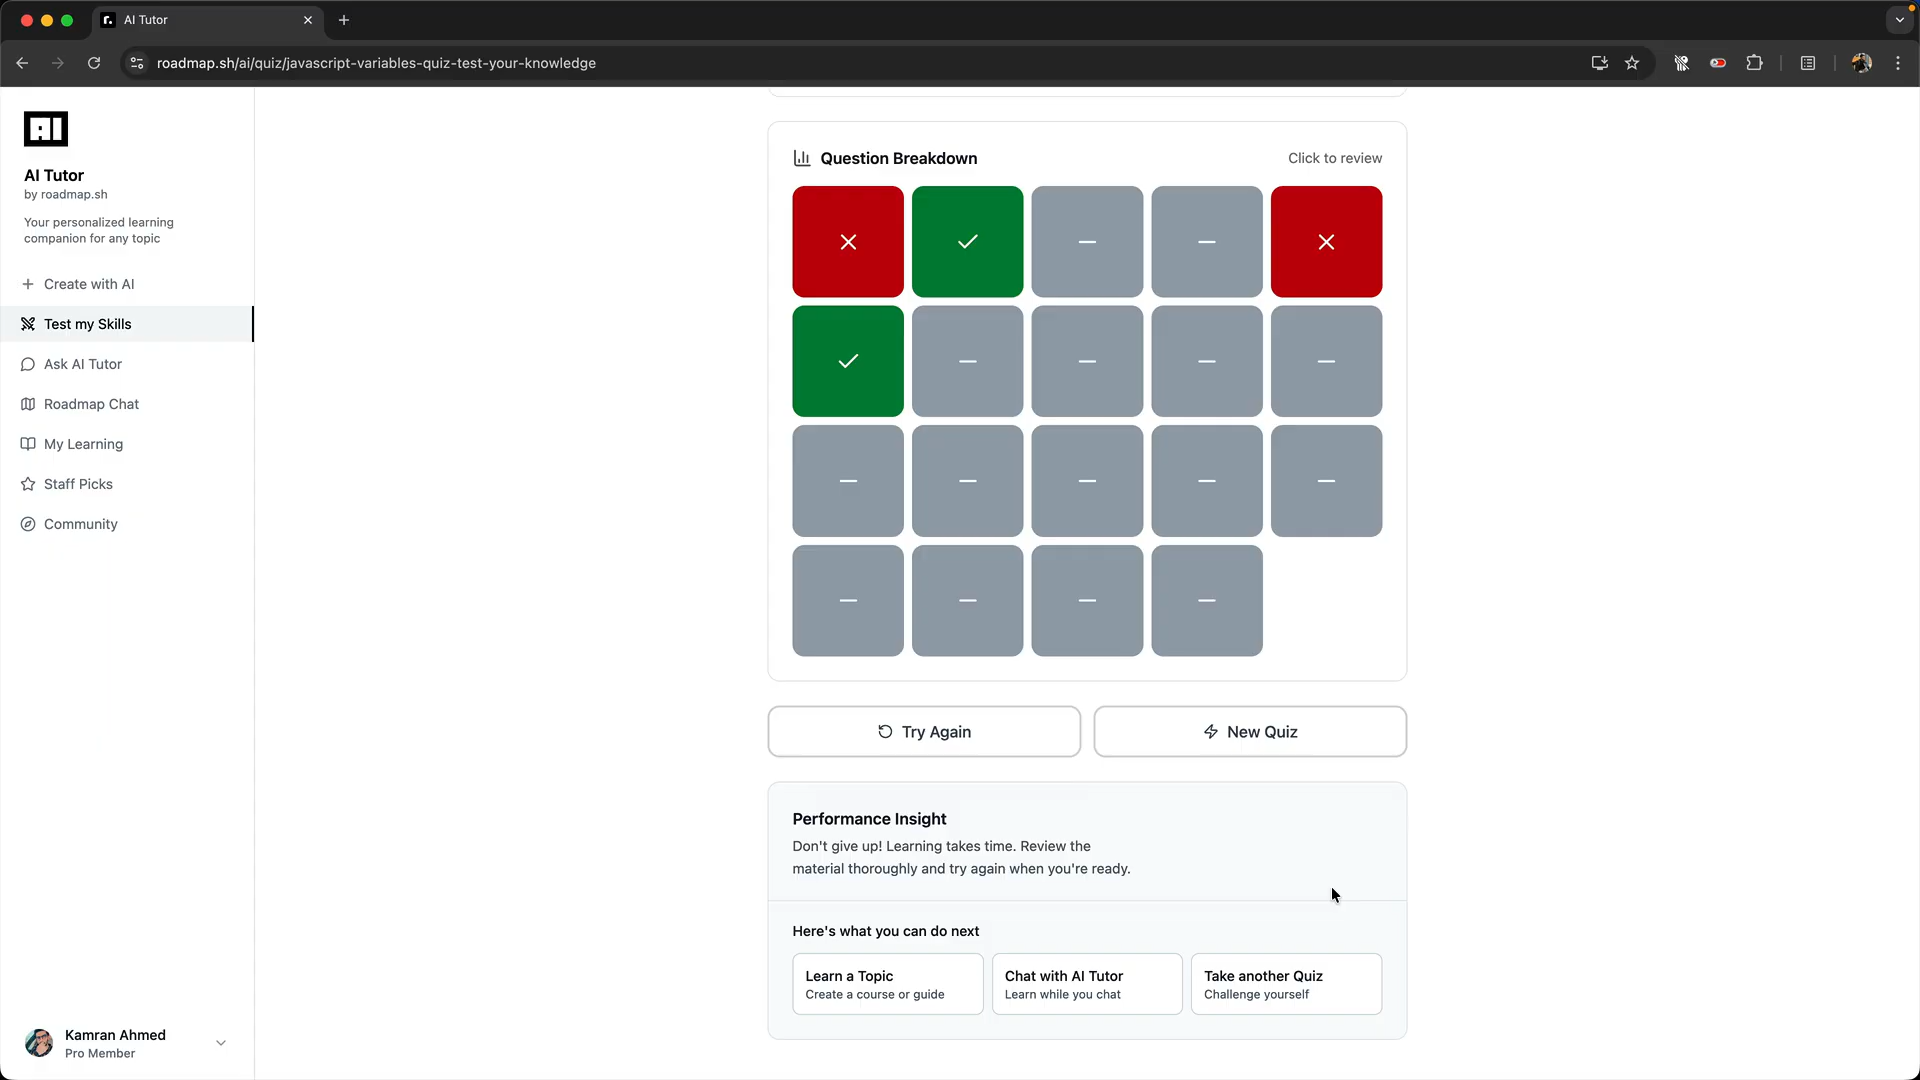 AI Tutor
roadmap.sh/ai/quiz/javascript-variables-quiz-test-your-knowledge
AI
AI Tutor
by roadmap.sh
Your personalized learning
companion for any topic
Create with AI
Test my Skills
Ask AI Tutor
Roadmap Chat
My Learning
Staff Picks
Community
Kamran Ahmed
Pro Member
Question Breakdown
Click to review
Try Again
New Quiz
Performance Insight
Don't give up! Learning takes time. Review the
material thoroughly and try again when you're ready.
Here's what you can do next
Learn a Topic
Create a course or guide
Chat with AI Tutor
Learn while you chat
Take another Quiz
Challenge yourself